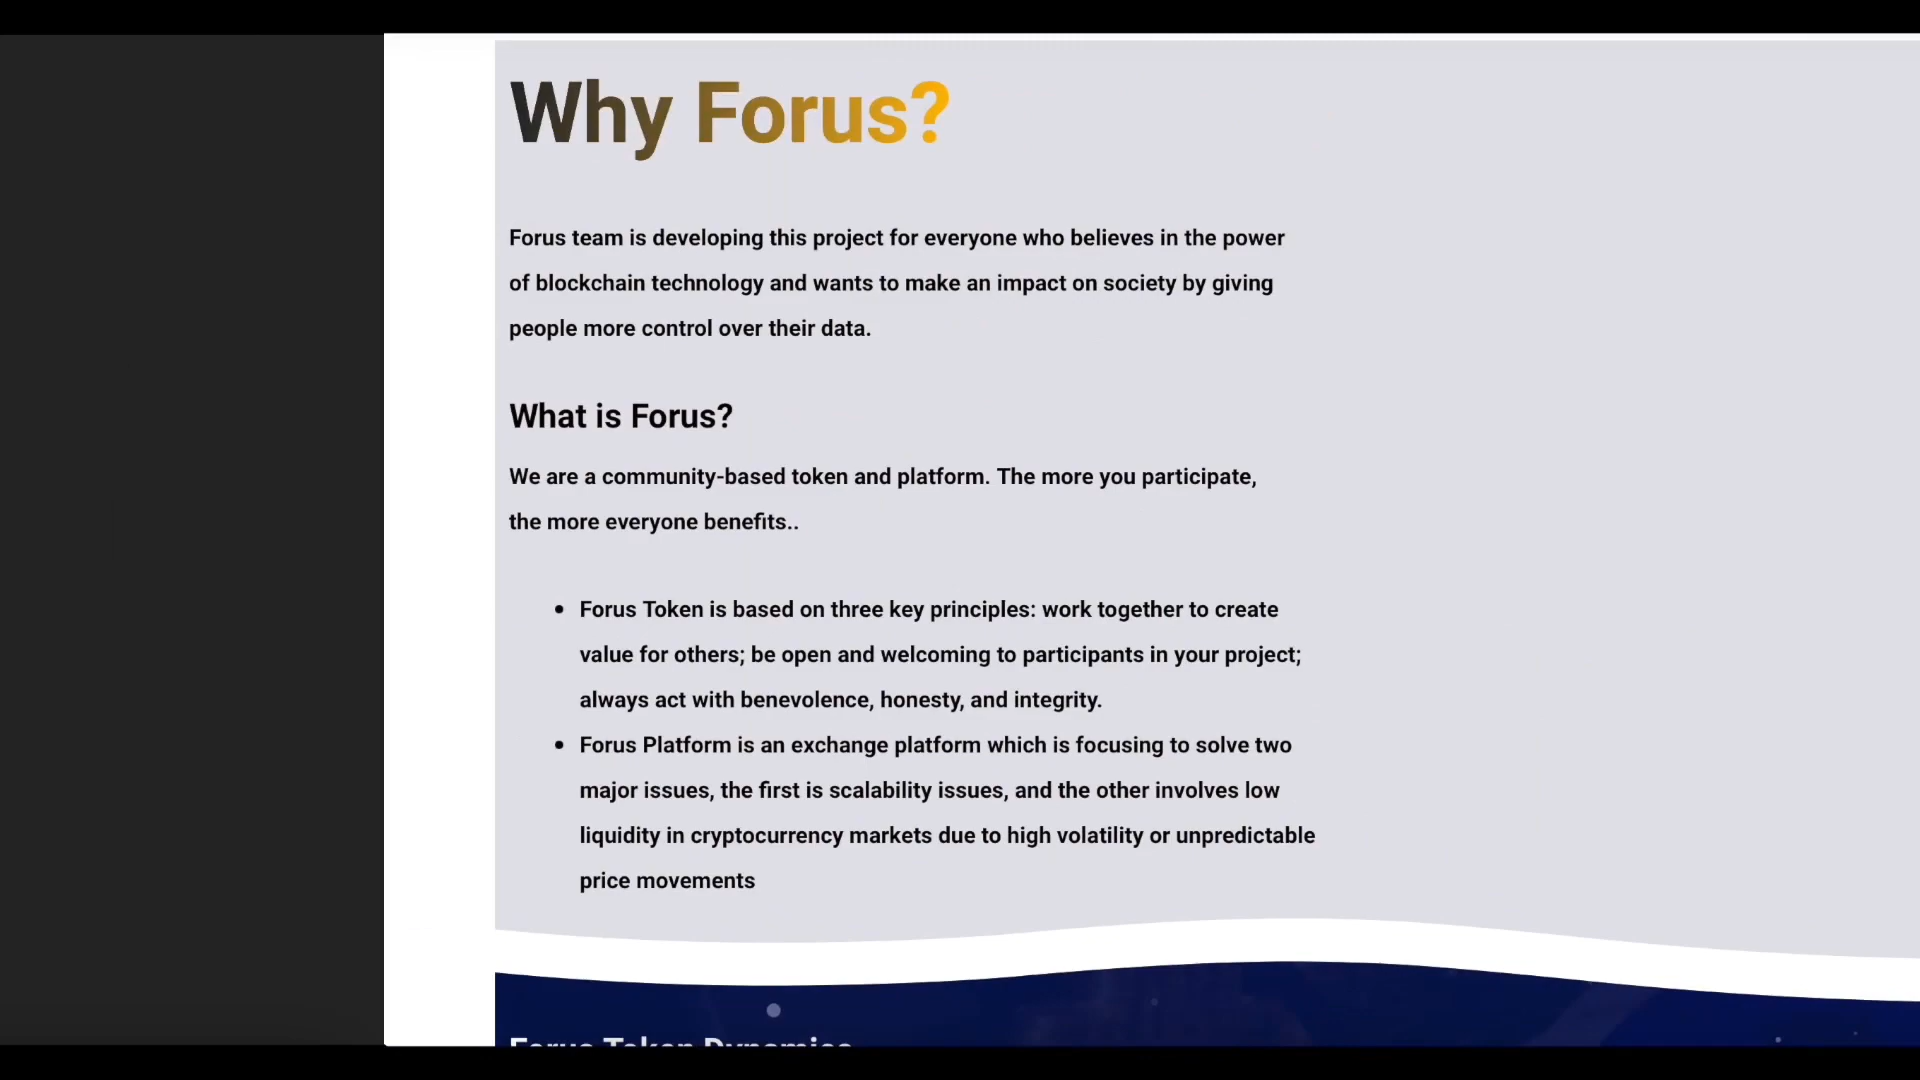 Why Forus?
Forus team is developing this project for everyone who believes in the power
of blockchain technology and wants to make an impact on society by giving
people more control over their data.
What is Forus?
We are a community-based token and platform. The more you participate,
the more everyone benefits..
• Forus Token is based on three key principles: work together to create
value for others; be open and welcoming to participants in your project;
always act with benevolence, honesty, and integrity.
• Forus Platform is an exchange platform which is focusing to solve two
major issues, the first is scalability issues, and the other involves low
liquidity in cryptocurrency markets due to high volatility or unpredictable
price movements
Forus Token Dynamics